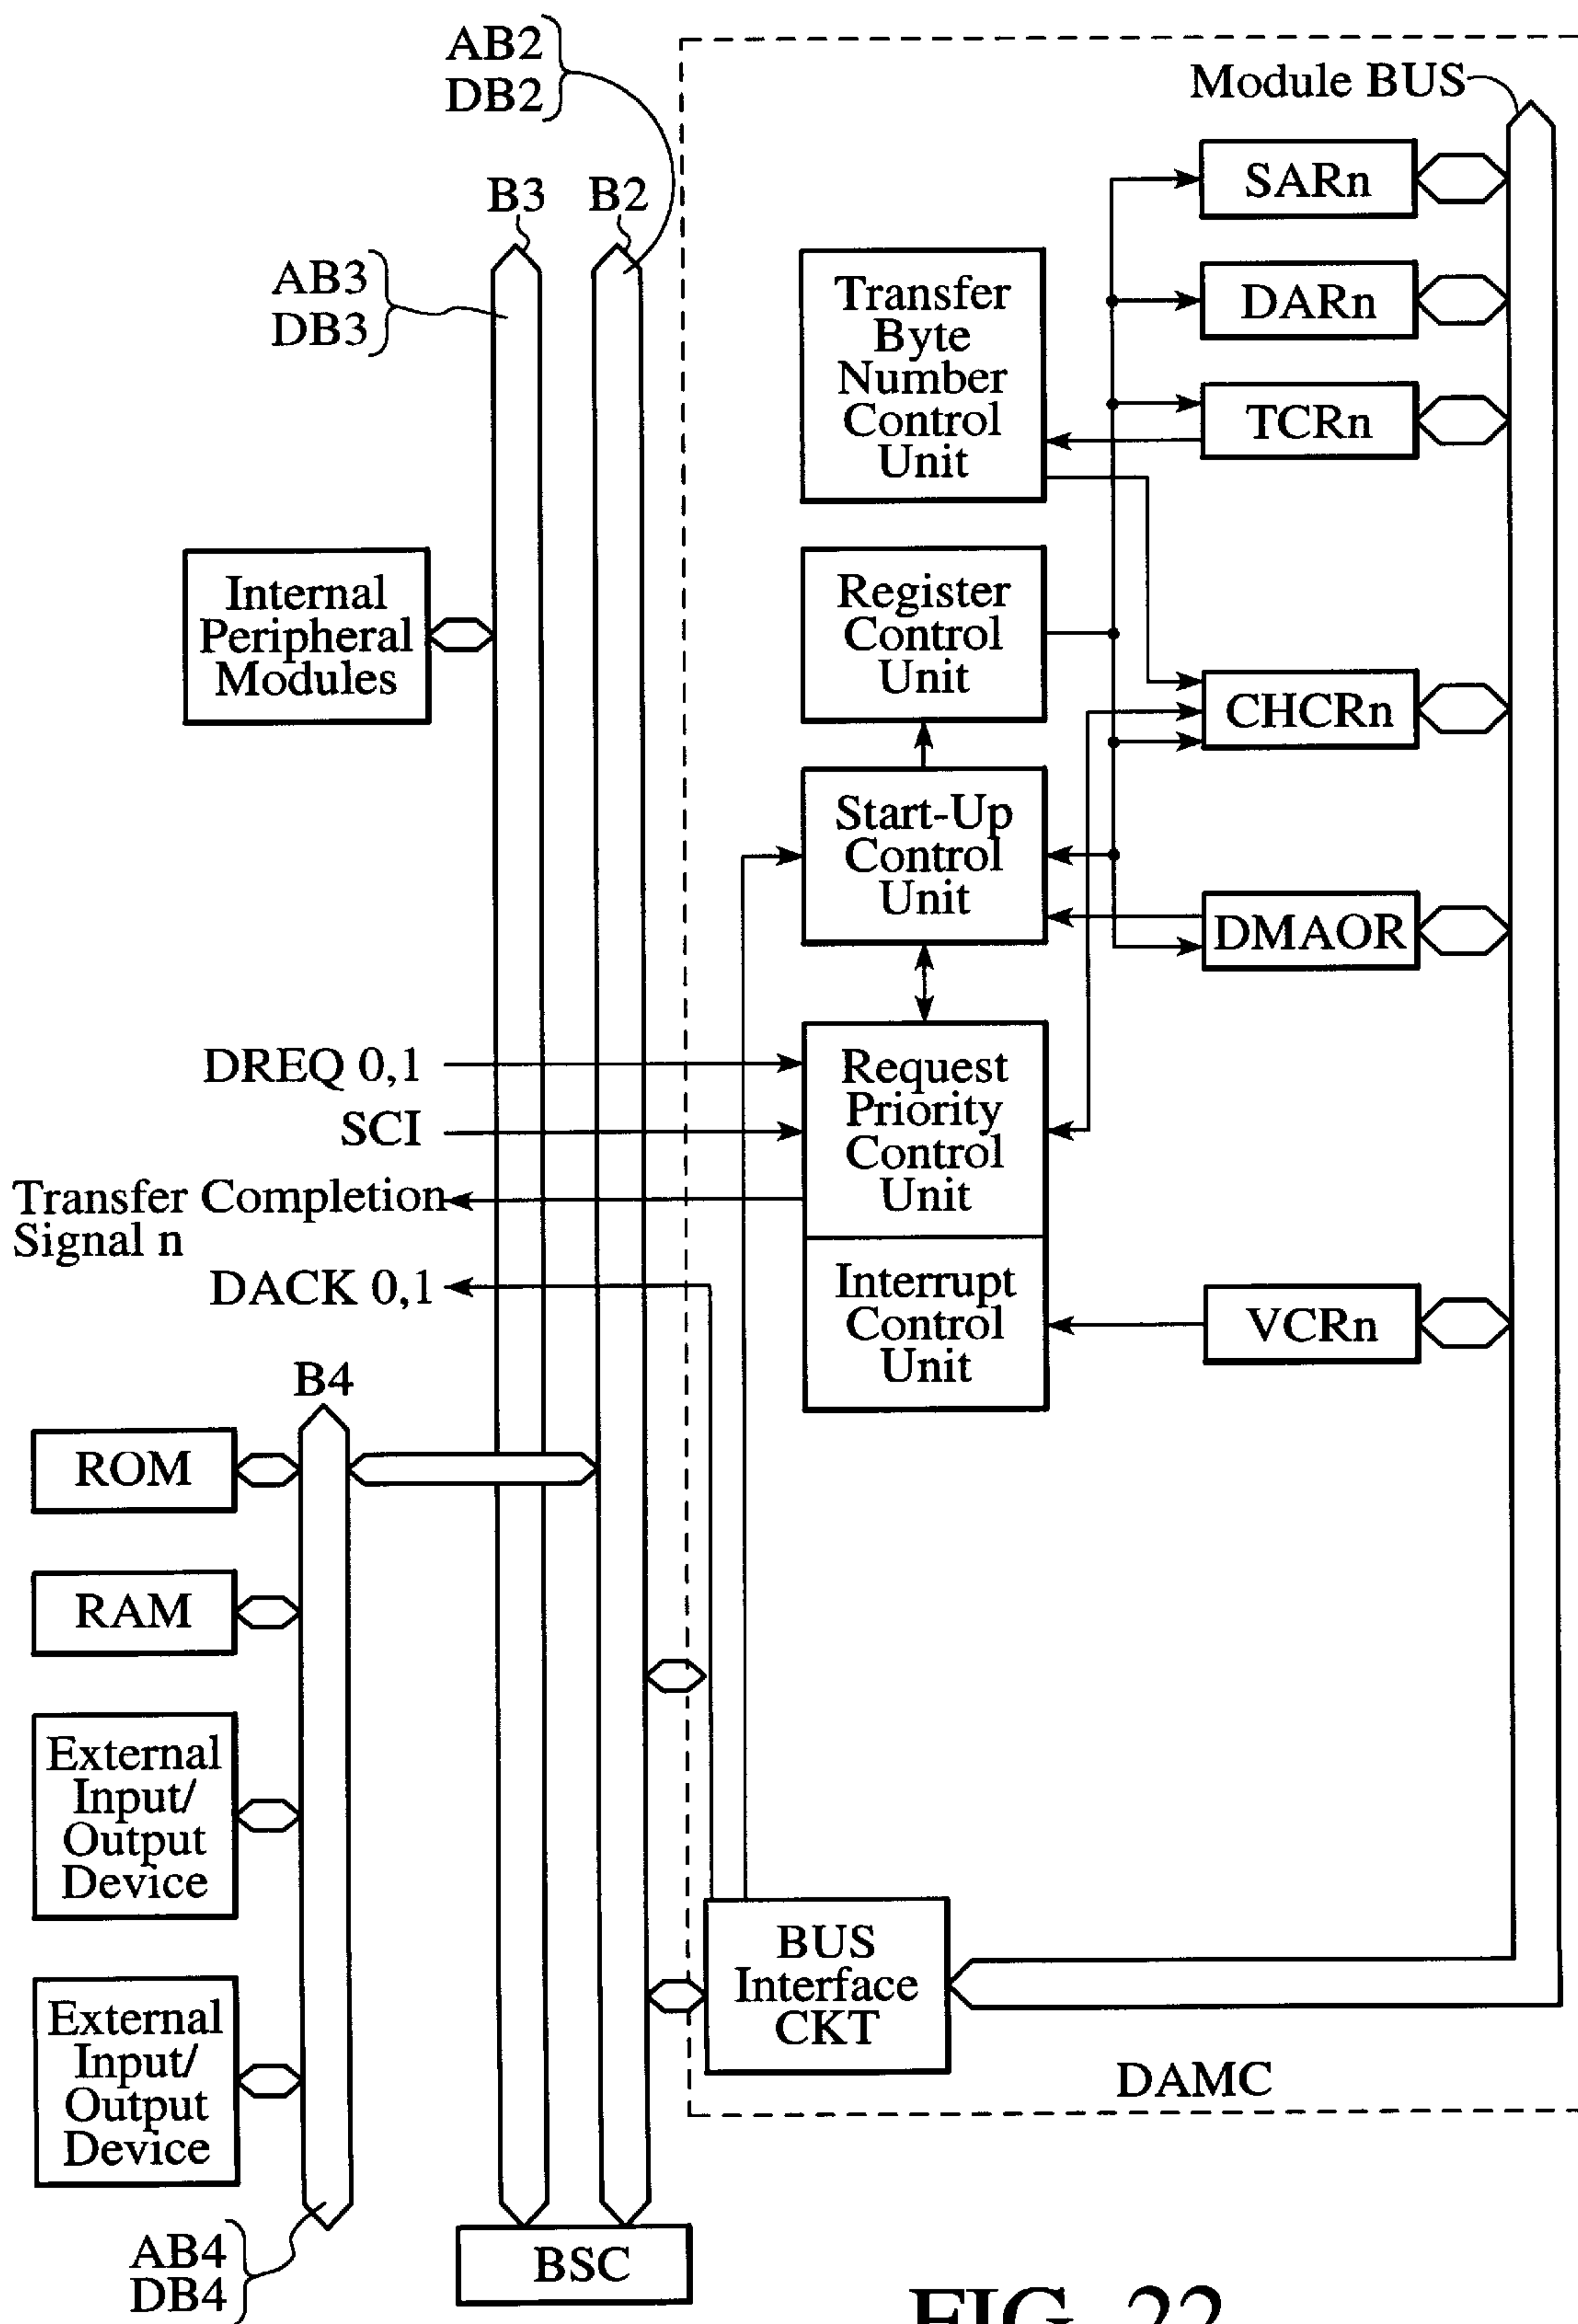 AB2
DB2
Module BUS
B3
B2
SARn
AB3
DB3
DARn
Transfer
Byte
Number
Control
Unit
TCRn
Internal
Peripheral
Modules
Register
Control
Unit
CHCRn
Start-Up
Control
Unit
DMAOR
DREQ 0,1
SCI
Transfer Completion
Signal n
DACK 0,1
Request
Priority
Control
Unit
Interrupt
Control
Unit
VCRn
B4
ROM
RAM
External
Input/
Output
Device
External
Input/
Output
Device
BUS
Interface
CKT
DAMC
AB4
DB4
BSC
FIG. 22